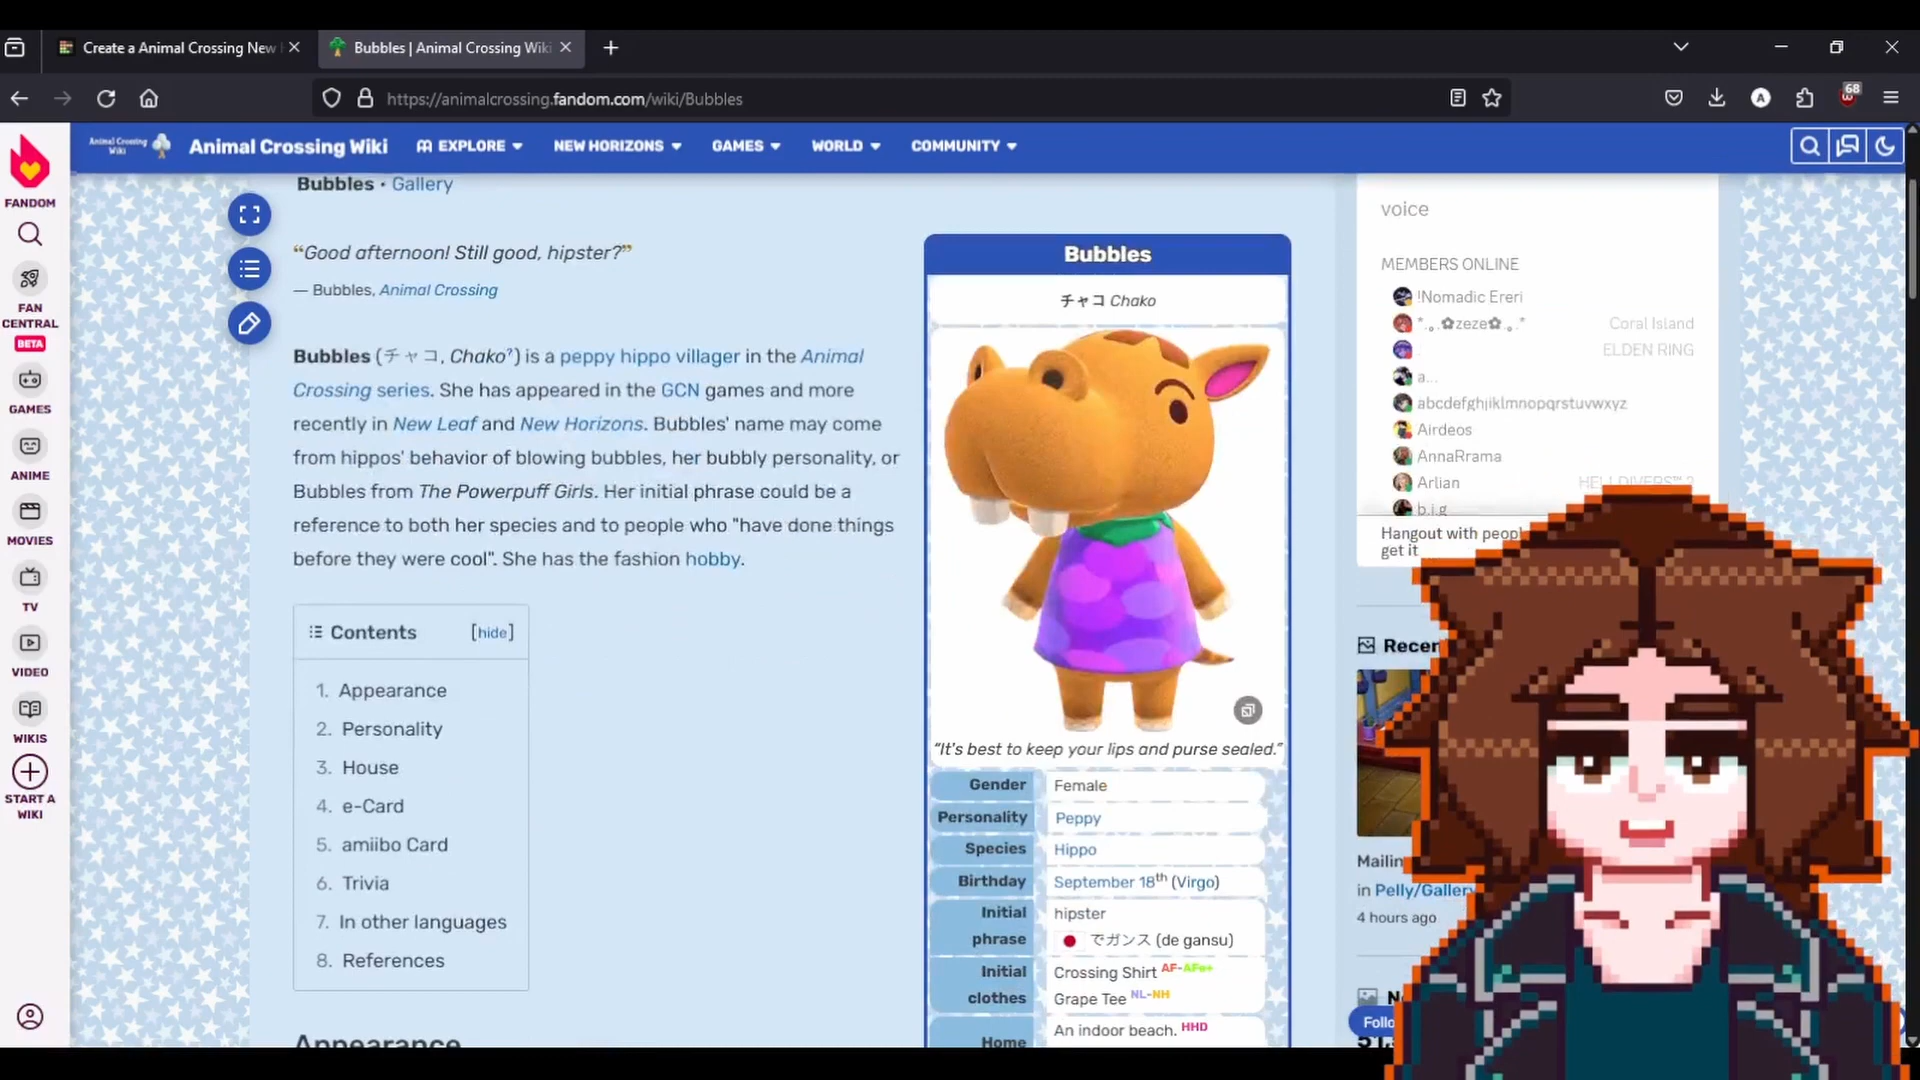 Create a Animal Crossing New
Bubbles | Animal Crossing Wiki
https://animalcrossing.fandom.com/wiki/Bubbles
68
Animal Crossing Wiki
Animal Crossing Wiki
EXPLORE
NEW HORIZONS
GAMES
WORLD
COMMUNITY
FANDOM
FAN CENTRAL
BETA
GAMES
ANIME
MOVIES
TV
VIDEO
WIKIS
START A WIKI
Bubbles • Gallery
“Good afternoon! Still good, hipster?”
— Bubbles, Animal Crossing
Bubbles (チャコ, Chako?) is a peppy hippo villager in the Animal
Crossing series. She has appeared in the GCN games and more
recently in New Leaf and New Horizons. Bubbles' name may come
from hippos' behavior of blowing bubbles, her bubbly personality, or
Bubbles from The Powerpuff Girls. Her initial phrase could be a
reference to both her species and to people who "have done things
before they were cool". She has the fashion hobby.
Contents [hide]
1. Appearance
2. Personality
3. House
4. e-Card
5. amiibo Card
6. Trivia
7. In other languages
8. References
Appearance
Bubbles
チャコ Chako
“It's best to keep your lips and purse sealed.”
Gender Female
Personality Peppy
Species Hippo
Birthday September 18th (Virgo)
Initial phrase hipster
でガンス (de gansu)
Initial clothes Crossing Shirt AF-AFe+
Grape Tee NL-NH
Home An indoor beach. HHD
voice
MEMBERS ONLINE
!Nomadic Ereri
*.｡.✿zeze✿.｡.* Coral Island
ELDEN RING
a...
abcdefghjiklmnopqrstuvwxyz
Airdeos
AnnaRrama
Arlian HELLDIVERS™ 2
b.i.g
Hangout with peopl
get it
Recen
Mailin
in Pelly/Gallery
4 hours ago
N
Follo